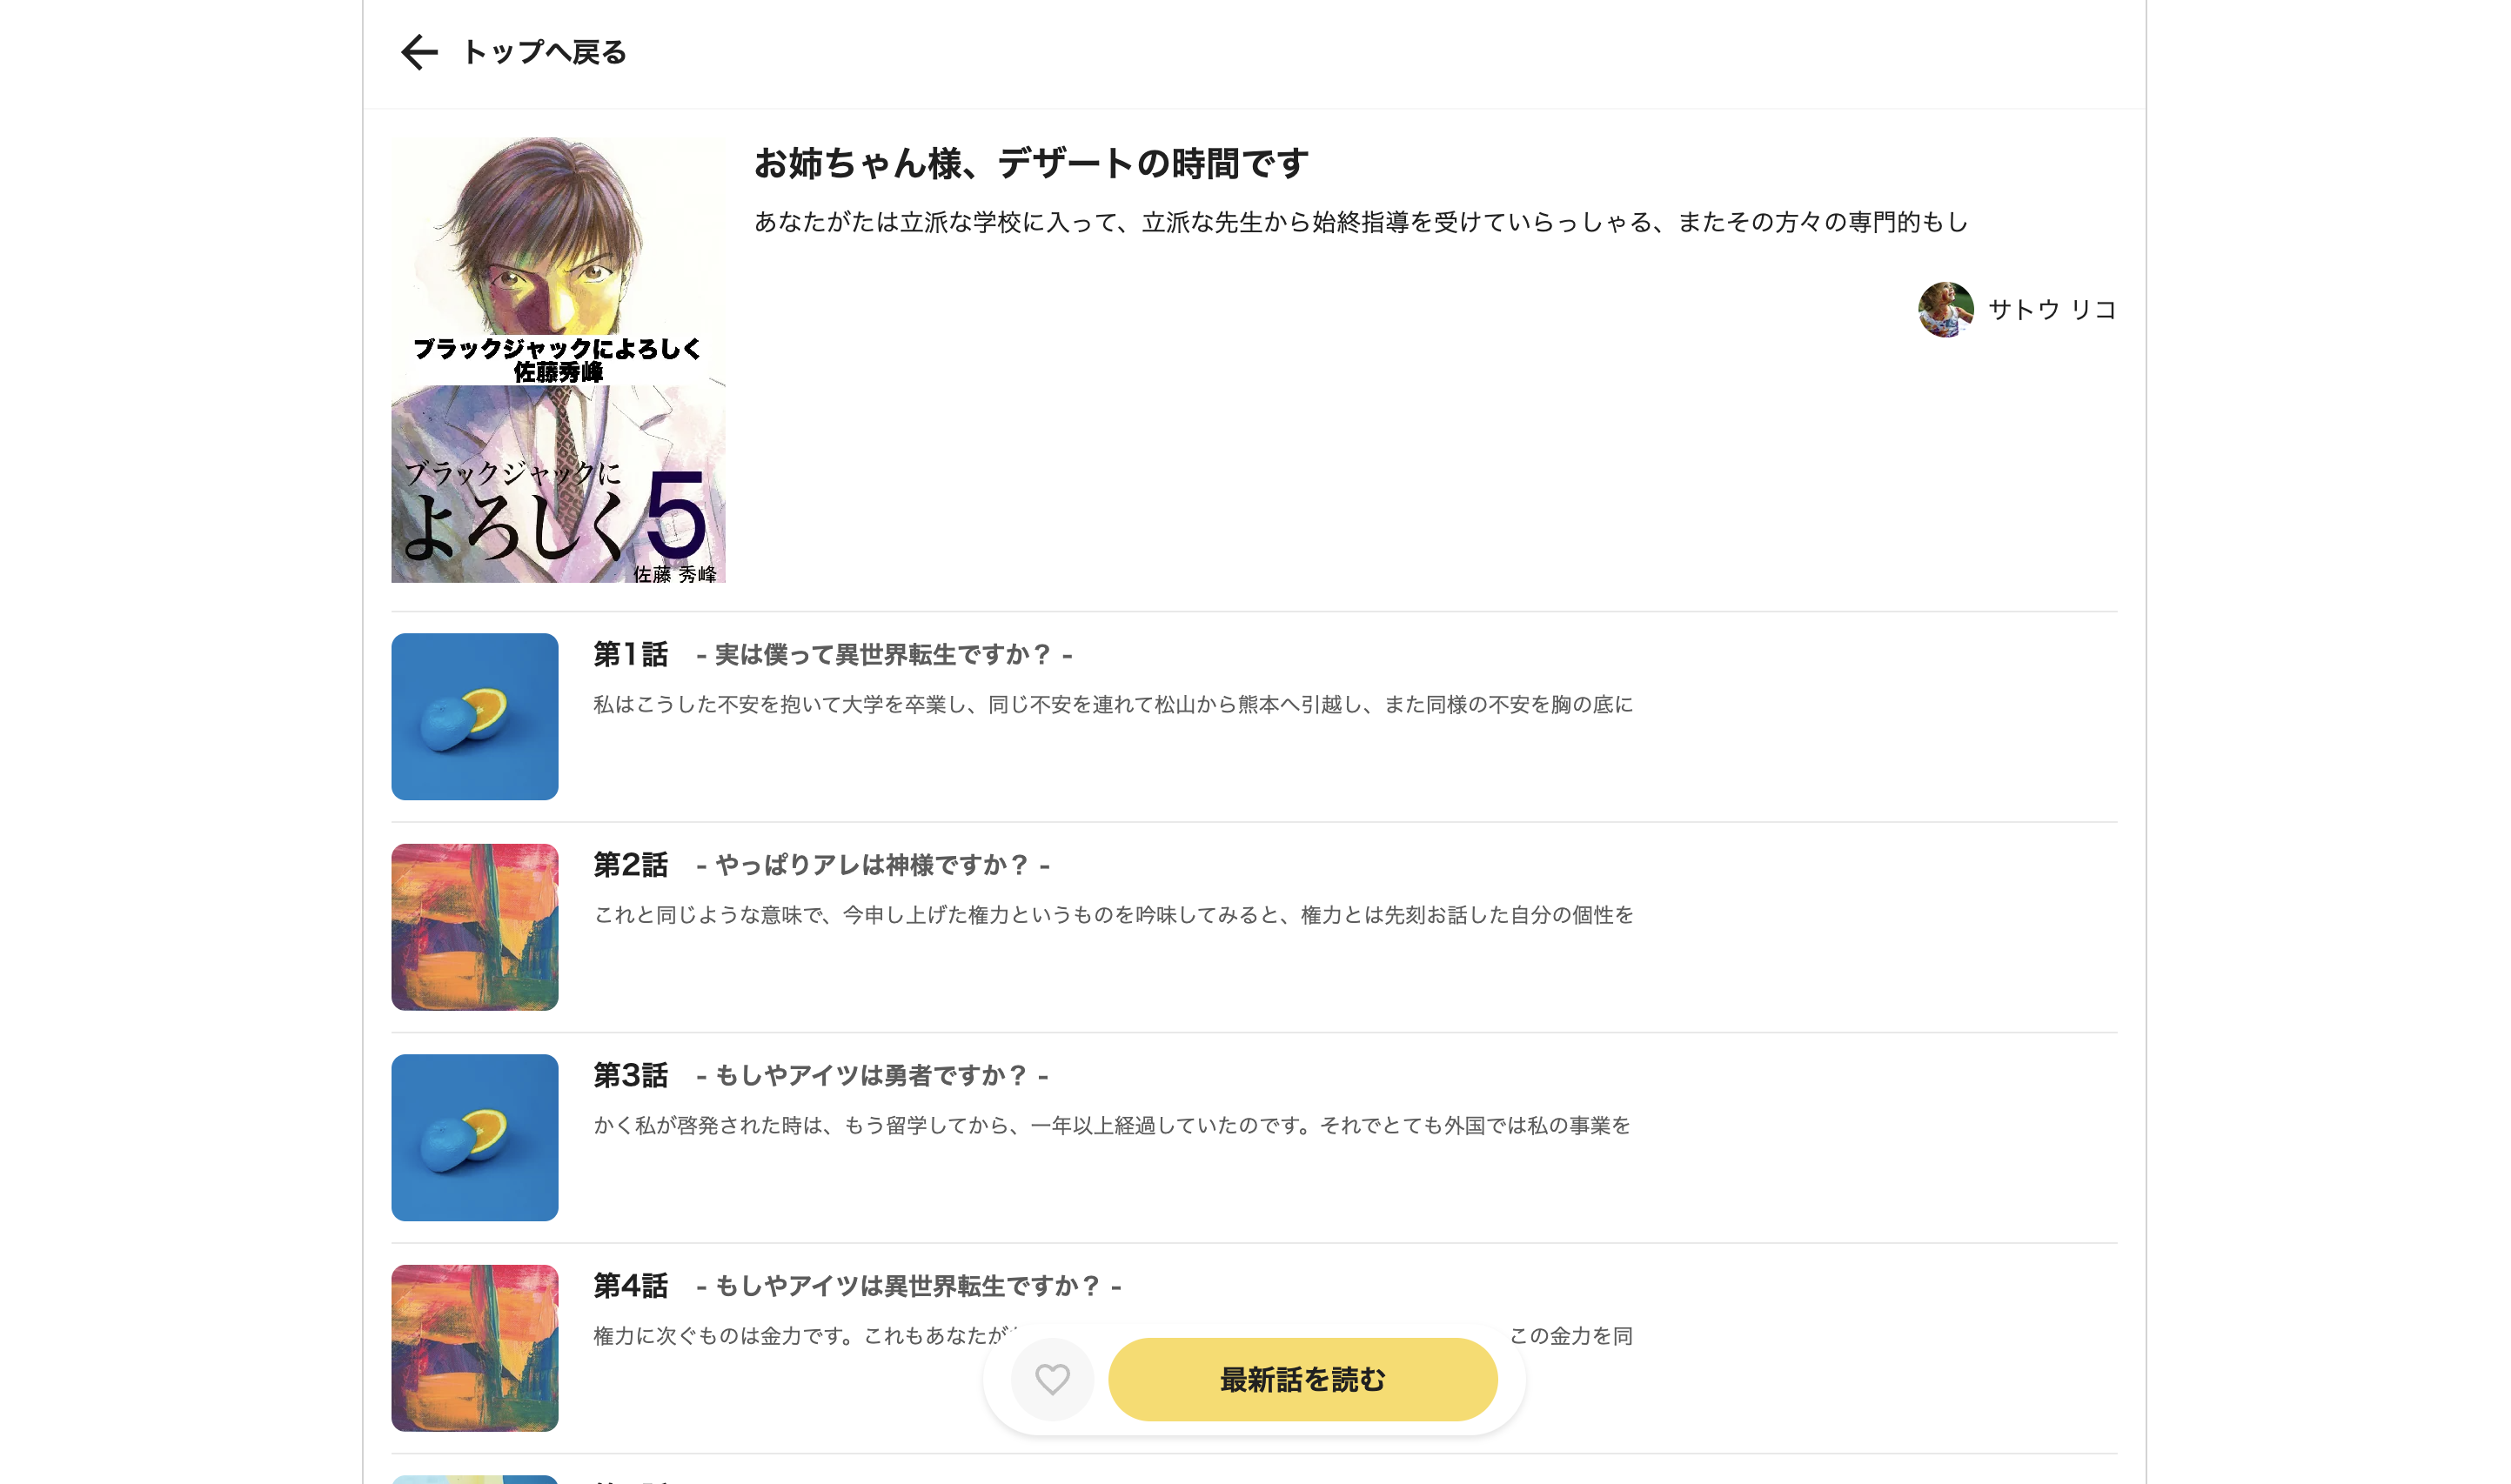 トップへ戻る
お姉ちゃん様、デザートの時間です
あなたがたは立派な学校に入って、立派な先生から始終指導を受けていらっしゃる、またその方々の専門的もし
サトウ リコ
ブラックジャックによろしく
佐藤秀峰
ブラックジャックに
よろしく5
佐藤 秀峰
第1話 - 実は僕って異世界転生ですか？ -
私はこうした不安を抱いて大学を卒業し、同じ不安を連れて松山から熊本へ引越し、また同様の不安を胸の底に
第2話 - やっぱりアレは神様ですか？ -
これと同じような意味で、今申し上げた権力というものを吟味してみると、権力とは先刻お話した自分の個性を
第3話 - もしやアイツは勇者ですか？ -
かく私が啓発された時は、もう留学してから、一年以上経過していたのです。それでとても外国では私の事業を
第4話 - もしやアイツは異世界転生ですか？ -
権力に次ぐものは金力です。これもあなたが この金力を同
最新話を読む